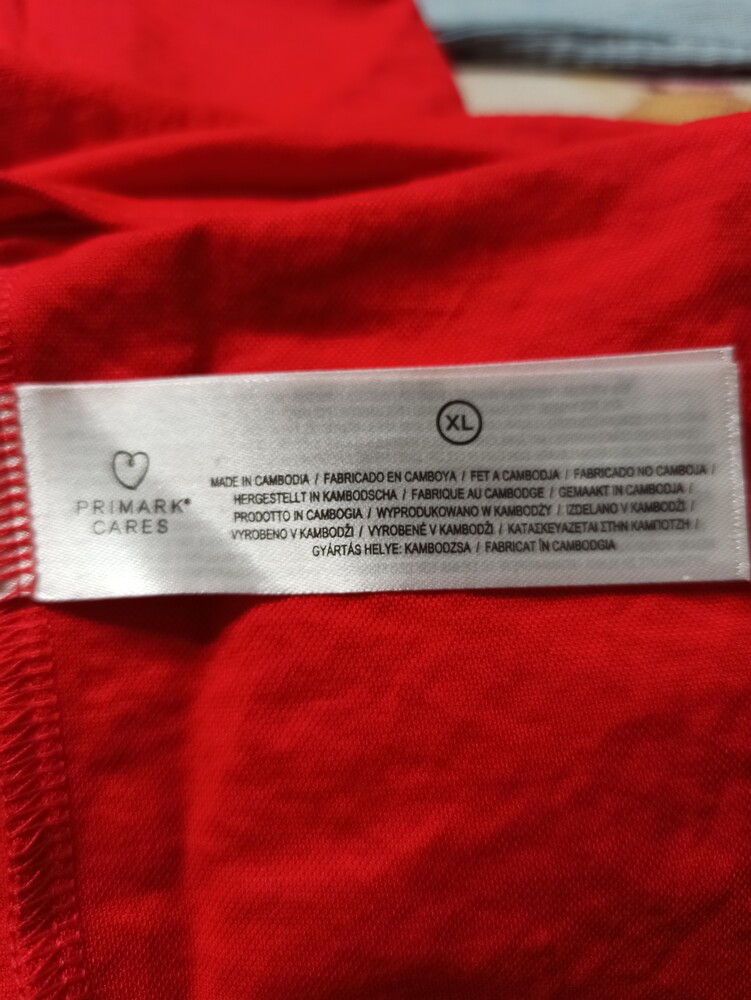 XL
PRIMARK®
CARES
MADE IN CAMBODIA / FABRICADO EN CAMBOYA / FET A CAMBODJA / FABRICADO NO CAMBOJA /
HERGESTELLT IN KAMBODSCHA / FABRIQUE AU CAMBODGE / GEMAAKT IN CAMBODJA /
PRODOTTO IN CAMBOGIA / WYPRODUKOWANO W KAMBODŻY / IZDELANO V KAMBODŽI /
VYROBENO V KAMBODŽI / VYROBENÉ V KAMBODŽI / ΚΑΤΑΣΚΕΥΑΖΕΤΑΙ ΣΤΗΝ ΚΑΜΠΟΤΖΗ /
GYÁRTÁS HELYE: KAMBODZSA / FABRICAT ÎN CAMBODGIA